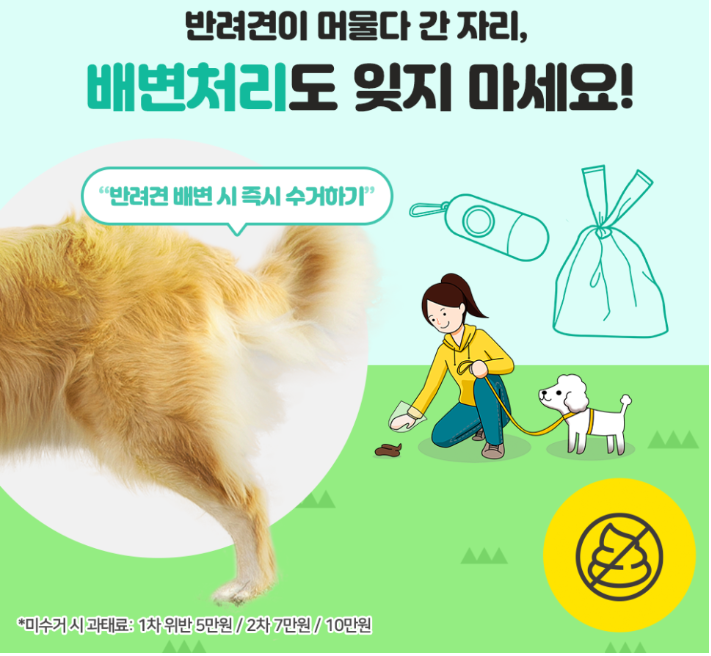 반려견이 머물다 간 자리,
배변처리도 잊지 마세요!
“반려견 배변 시 즉시 수거하기”
*미수거 시 과태료: 1차 위반 5만원 / 2차 7만원 / 10만원